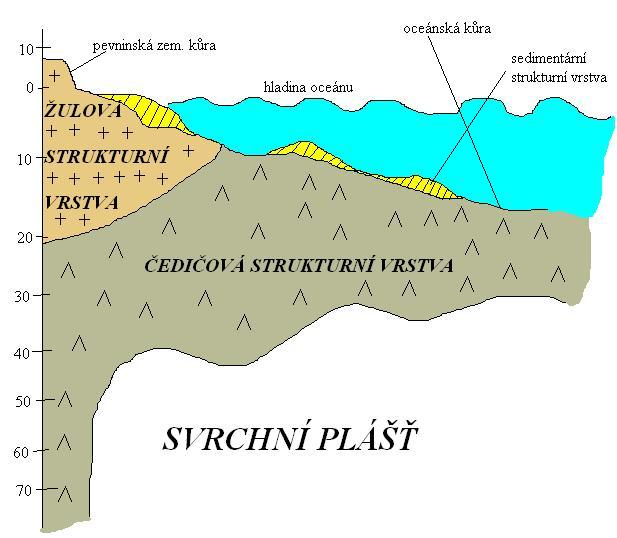 oceánská kůra
pevninská zem. kůra
sedimentární
strukturní vrstva
hladina oceánu
10
0
10
20
30
40
50
60
70
ŽULOVÁ
STRUKTURNÍ
VRSTVA
ČEDIČOVÁ STRUKTURNÍ VRSTVA
SVRCHNÍ PLÁŠŤ